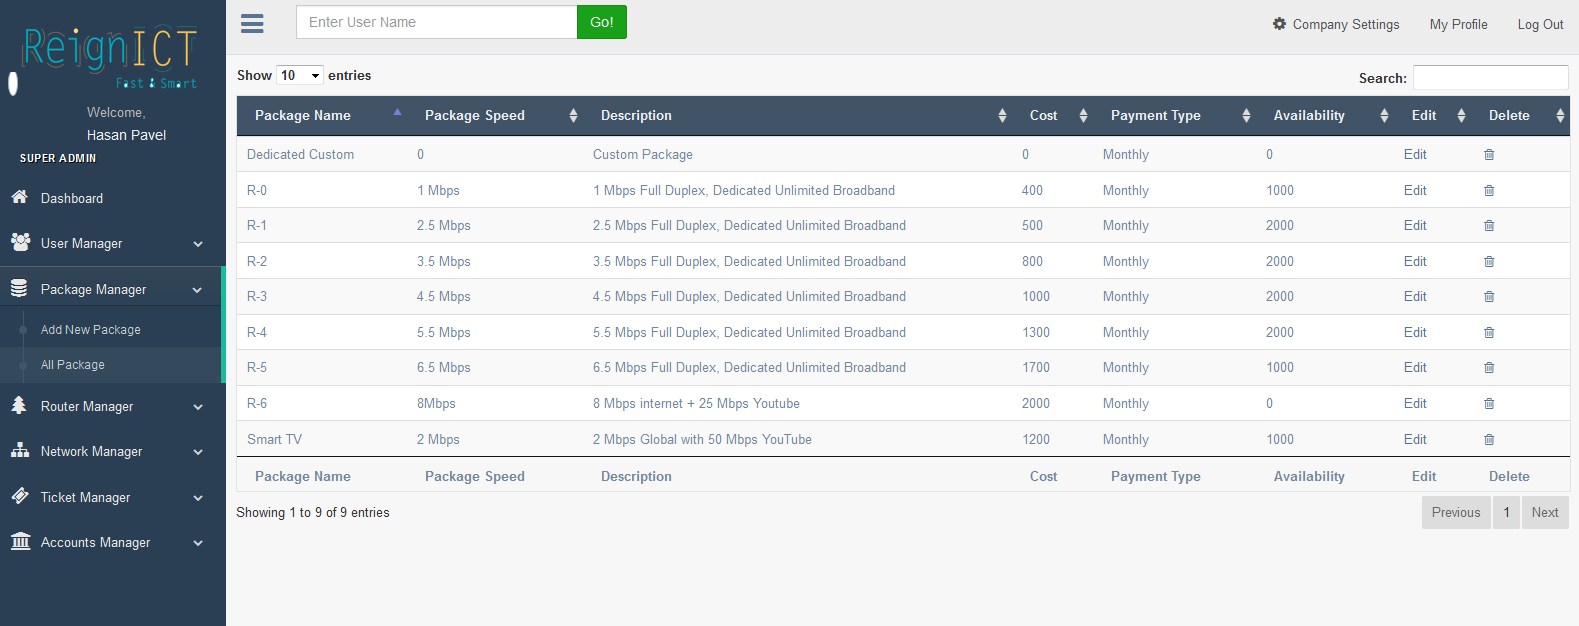 ReignICT
Fast & Smart
Welcome,
Hasan Pavel
SUPER ADMIN
Dashboard
User Manager
Package Manager
Add New Package
All Package
Router Manager
Network Manager
Ticket Manager
Accounts Manager
Enter User Name Go! Company Settings My Profile Log Out
Show 10 entries Search:
Package Name Package Speed Description Cost Payment Type Availability Edit Delete
Dedicated Custom 0 Custom Package 0 Monthly 0 Edit
R-0 1 Mbps 1 Mbps Full Duplex, Dedicated Unlimited Broadband 400 Monthly 1000 Edit
R-1 2.5 Mbps 2.5 Mbps Full Duplex, Dedicated Unlimited Broadband 500 Monthly 2000 Edit
R-2 3.5 Mbps 3.5 Mbps Full Duplex, Dedicated Unlimited Broadband 800 Monthly 2000 Edit
R-3 4.5 Mbps 4.5 Mbps Full Duplex, Dedicated Unlimited Broadband 1000 Monthly 2000 Edit
R-4 5.5 Mbps 5.5 Mbps Full Duplex, Dedicated Unlimited Broadband 1300 Monthly 2000 Edit
R-5 6.5 Mbps 6.5 Mbps Full Duplex, Dedicated Unlimited Broadband 1700 Monthly 1000 Edit
R-6 8Mbps 8 Mbps internet + 25 Mbps Youtube 2000 Monthly 0 Edit
Smart TV 2 Mbps 2 Mbps Global with 50 Mbps YouTube 1200 Monthly 1000 Edit
Package Name Package Speed Description Cost Payment Type Availability Edit Delete
Showing 1 to 9 of 9 entries Previous 1 Next